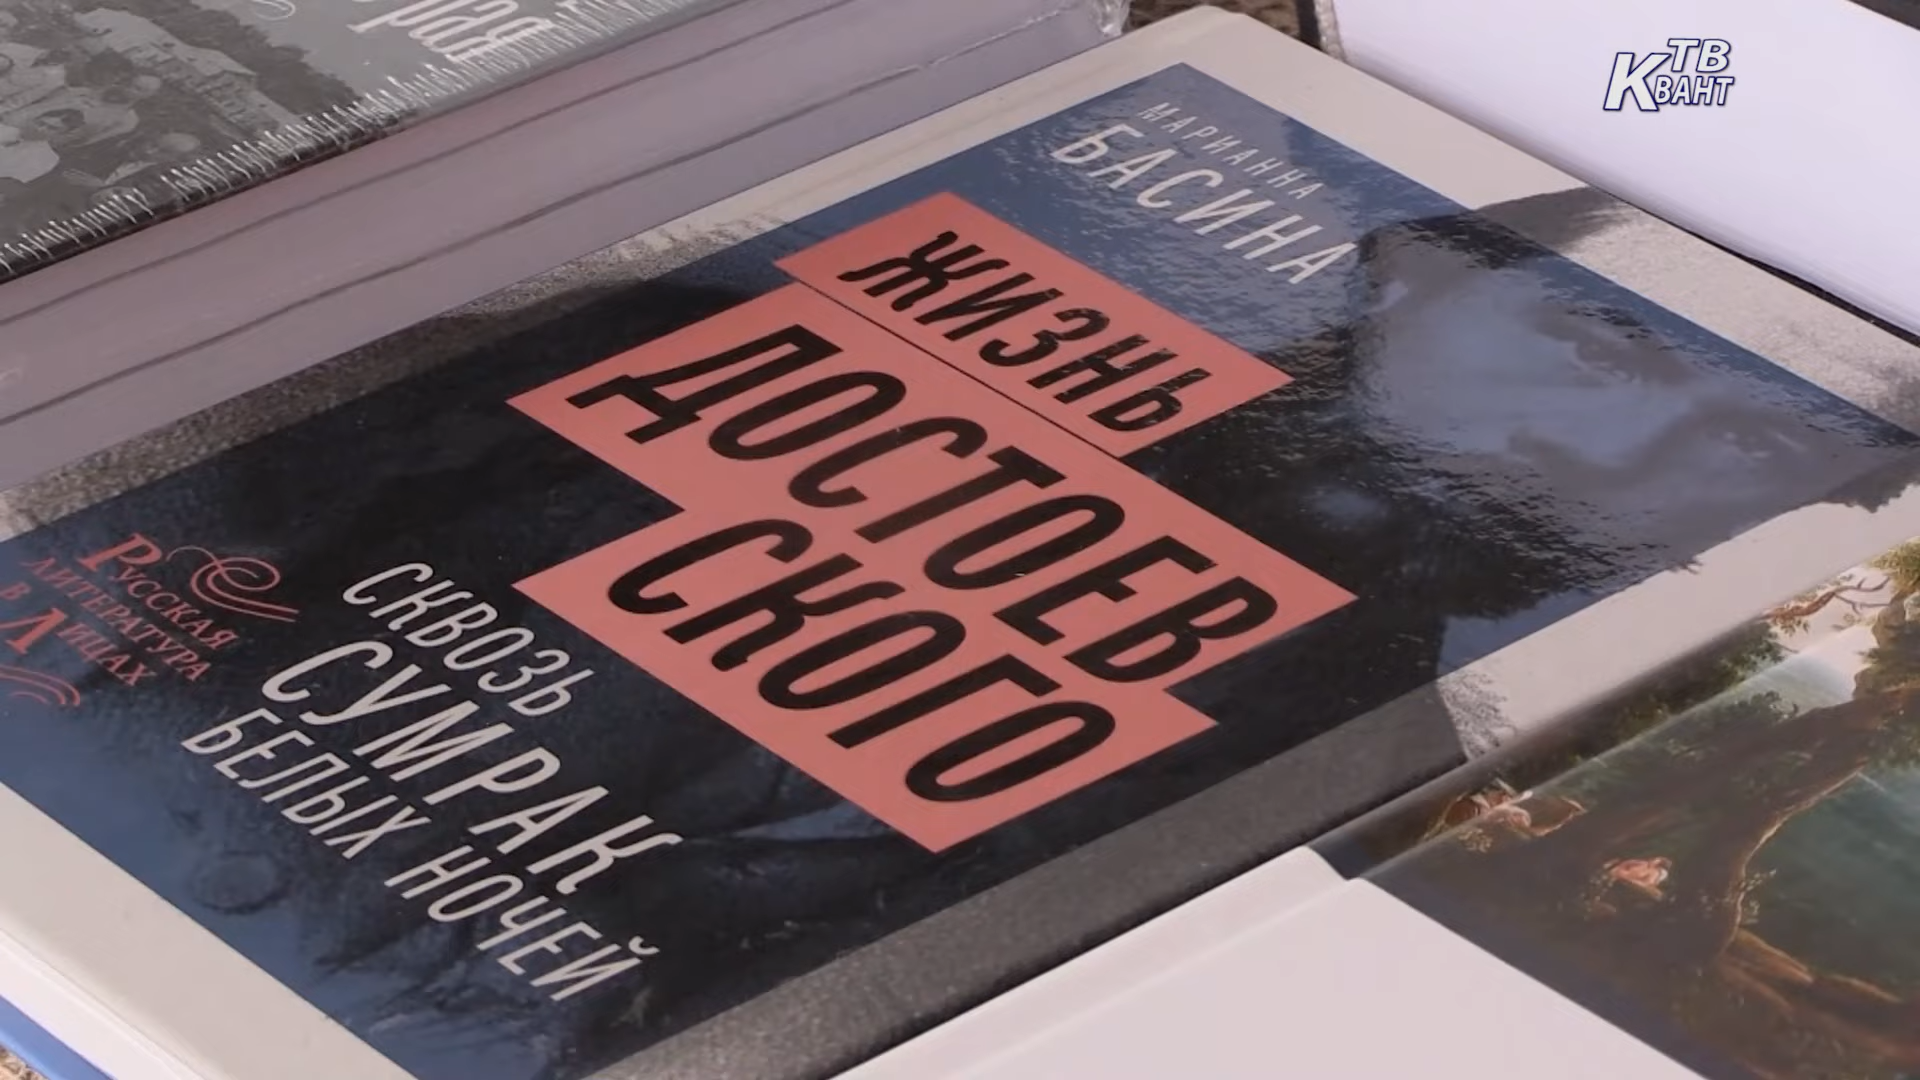 ТВ
КВАНТ
МАРИАННА
БАСИНА
ЖИЗНЬ
ДОСТОЕВ
СКОГО
СКВОЗЬ
СУМРАК
БЕЛЫХ НОЧЕЙ
РУССКАЯ
ЛИТЕРАТУРА
В ЛИЦАХ